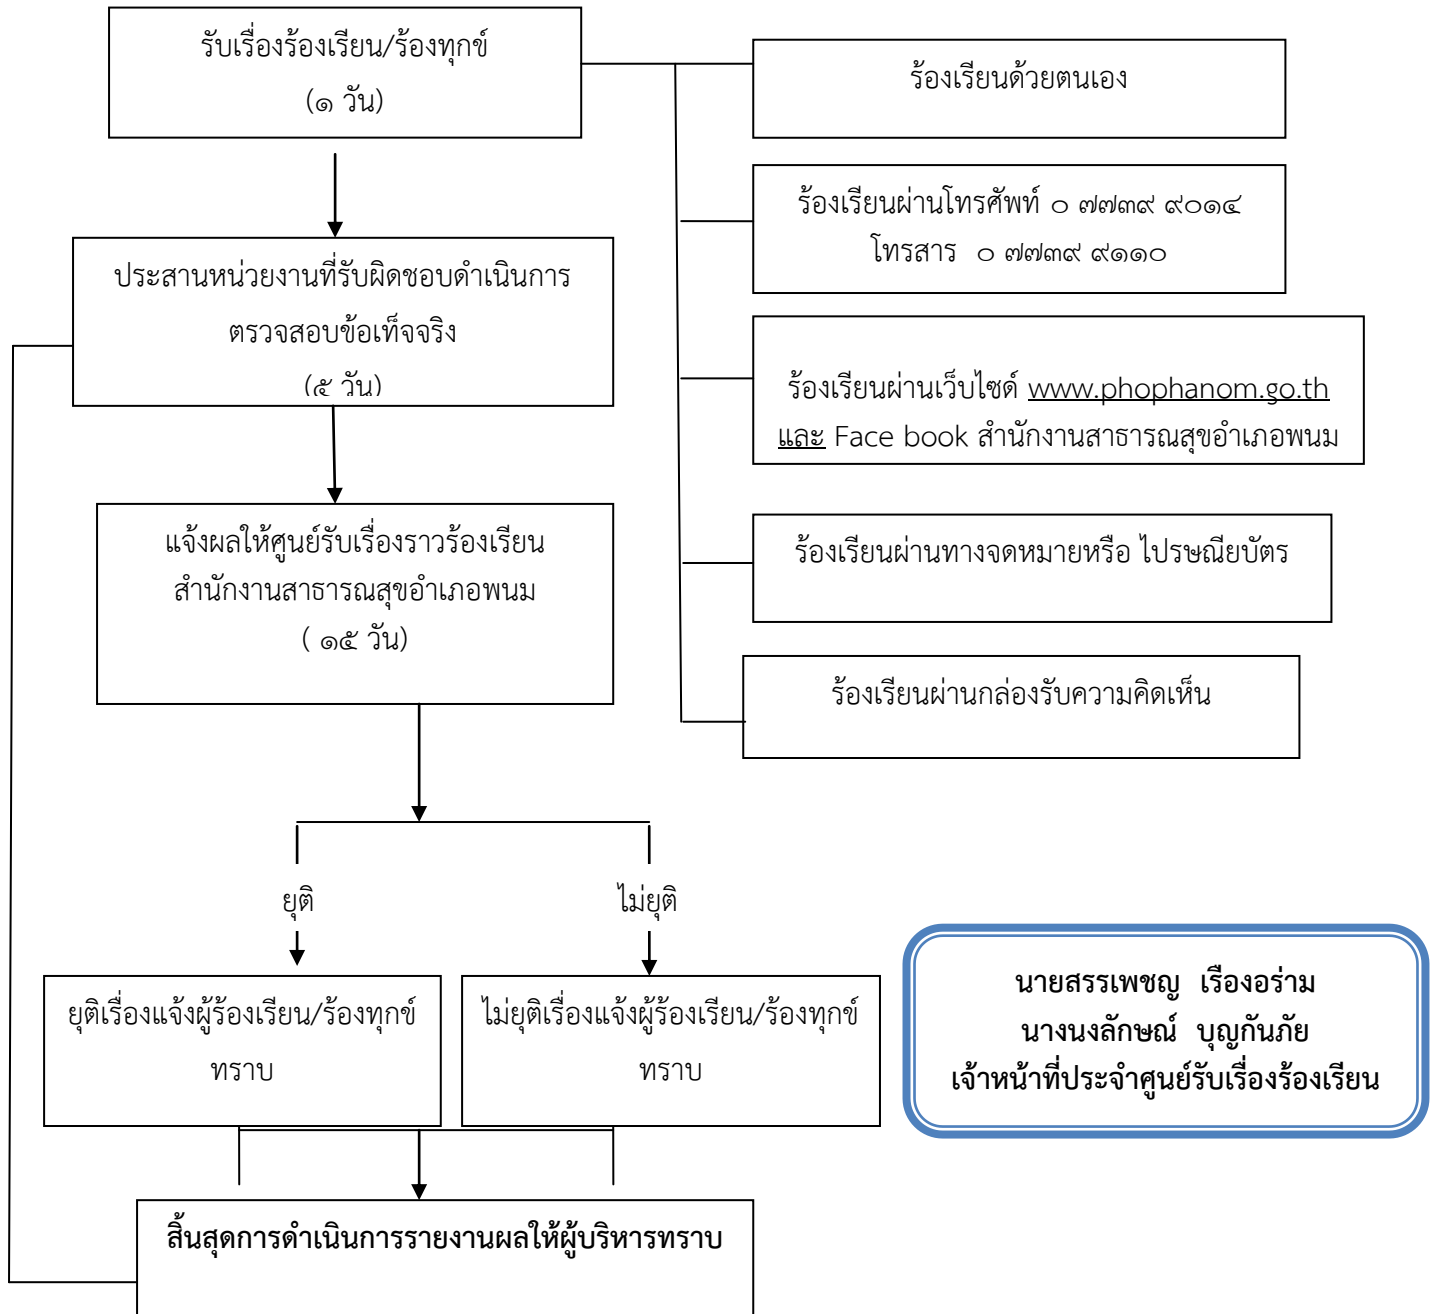 รับเรื่องร้องเรียน/ร้องทุกข์
(๑ วัน)
ร้องเรียนด้วยตนเอง
ร้องเรียนผ่านโทรศัพท์ ๐ ๗๗๓๙ ๙๐๑๔
โทรสาร ๐ ๗๗๓๙ ๙๑๑๐
ประสานหน่วยงานที่รับผิดชอบดำเนินการ
ตรวจสอบข้อเท็จจริง
(๕ วัน)
ร้องเรียนผ่านเว็บไซด์ www.phophanom.go.th
และ Face book สำนักงานสาธารณสุขอำเภอพนม
แจ้งผลให้ศูนย์รับเรื่องราวร้องเรียน
สำนักงานสาธารณสุขอำเภอพนม
( ๑๕ วัน)
ร้องเรียนผ่านทางจดหมายหรือ ไปรษณียบัตร
ร้องเรียนผ่านกล่องรับความคิดเห็น
ยุติ
ไม่ยุติ
ยุติเรื่องแจ้งผู้ร้องเรียน/ร้องทุกข์
ทราบ
ไม่ยุติเรื่องแจ้งผู้ร้องเรียน/ร้องทุกข์
ทราบ
นายสรรเพชญ เรืองอร่าม
นางนงลักษณ์ บุญกันภัย
เจ้าหน้าที่ประจำศูนย์รับเรื่องร้องเรียน
สิ้นสุดการดำเนินการรายงานผลให้ผู้บริหารทราบ